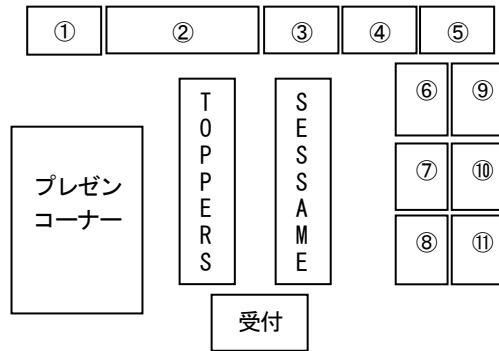 ①
②
③
④
⑤
⑥
⑨
⑦
⑩
⑧
⑪
プレゼン
コーナー
TOPPERS
SESSAME
受付